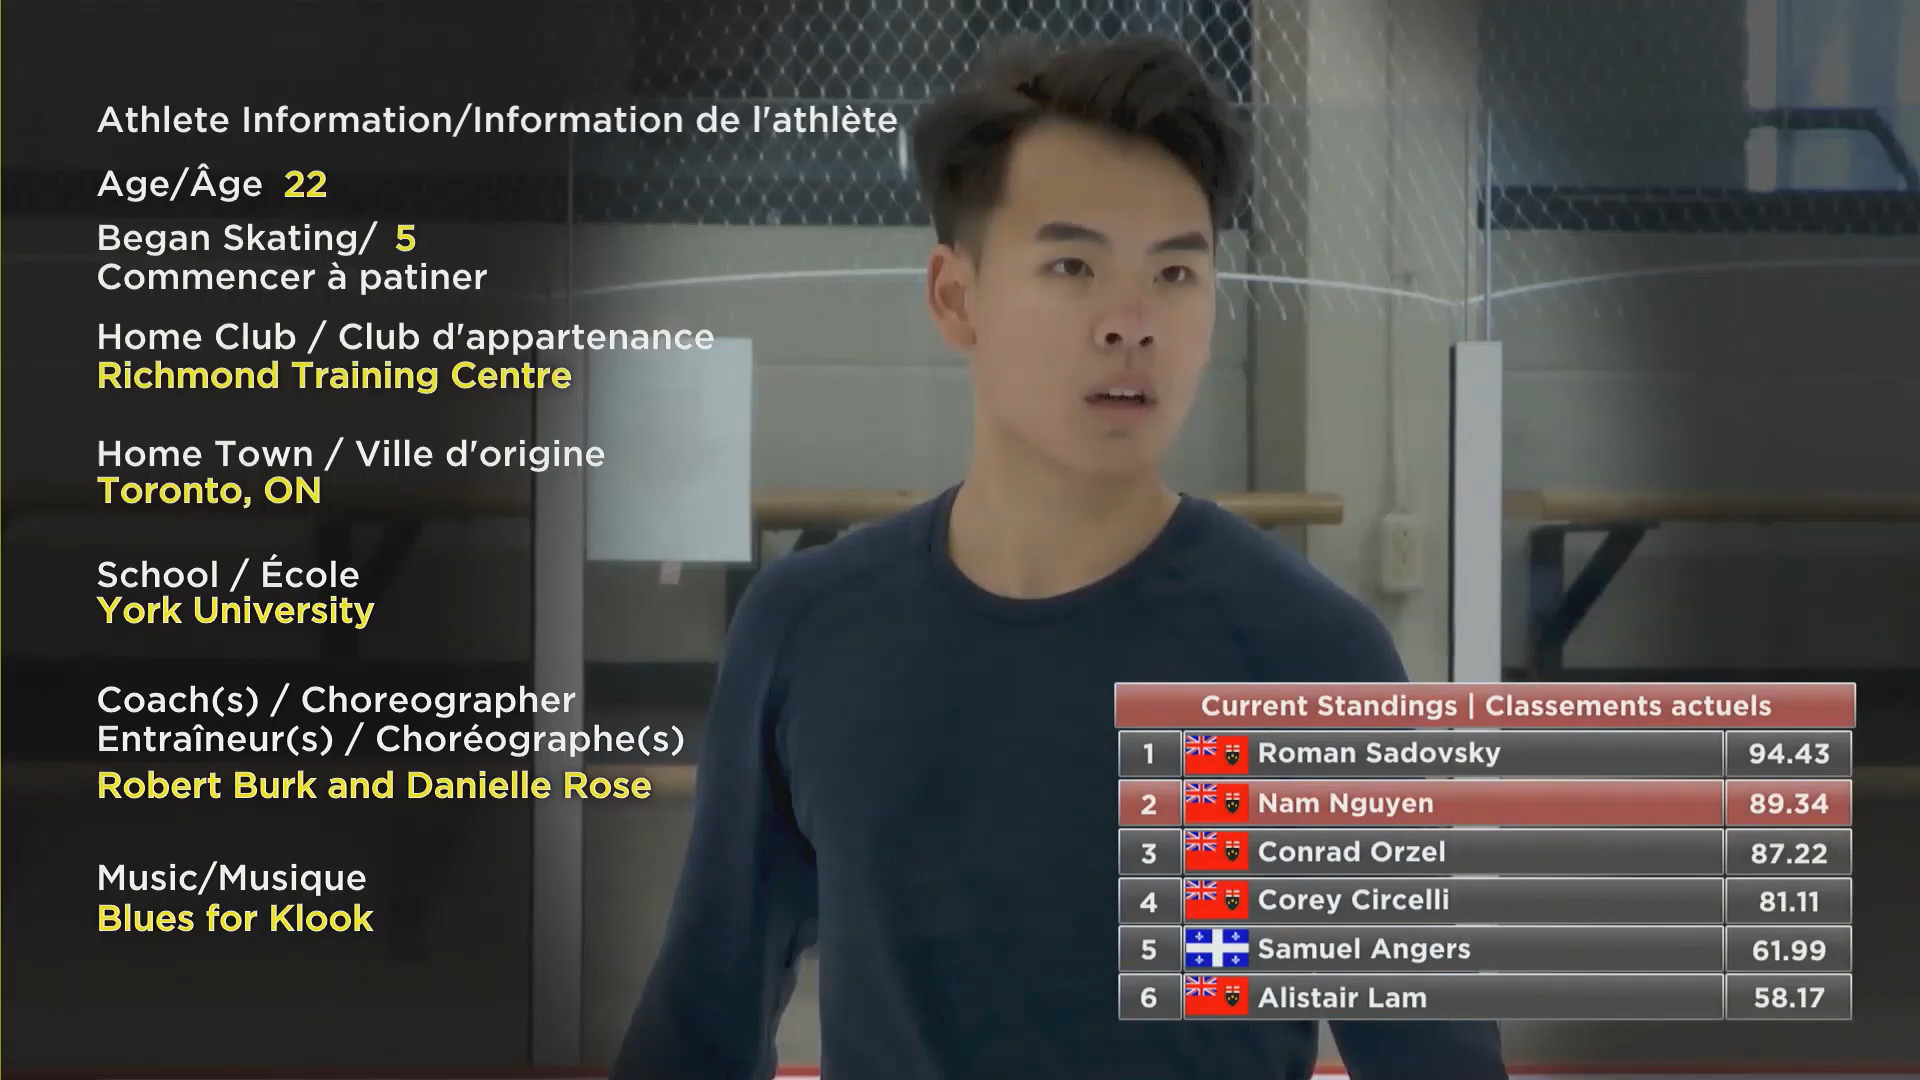 Athlete Information/Information de l'athlète
Age/Âge 22
Began Skating/ 5
Commencer à patiner
Home Club / Club d'appartenance
Richmond Training Centre
Home Town / Ville d'origine
Toronto, ON
School / École
York University
Coach(s) / Choreographer
Entraîneur(s) / Choréographe(s)
Robert Burk and Danielle Rose
Music/Musique
Blues for Klook
Current Standings | Classements actuels
1 Roman Sadovsky 94.43
2 Nam Nguyen 89.34
3 Conrad Orzel 87.22
4 Corey Circelli 81.11
5 Samuel Angers 61.99
6 Alistair Lam 58.17